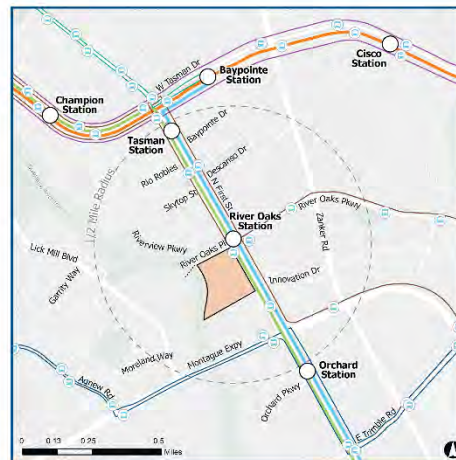 W Tasman Dr
Cisco
Station
Baypointe
Station
Champion
Station
Tasman
Station
Baypointe Dr
Rio Robles
Descanso Dr
N First St
Skytop St
1/2 Mile Radius
River Oaks Pkwy
River Oaks
Station
Zanker Rd
Riverview Pkwy
River Oaks Pl
Lick Mill Blvd
Garrity Way
Innovation Dr
Moreland Way
Montague Expy
Agnew Rd
Orchard
Station
Orchard Pkwy
E Trimble Rd
0 0.13 0.25 0.5
Miles